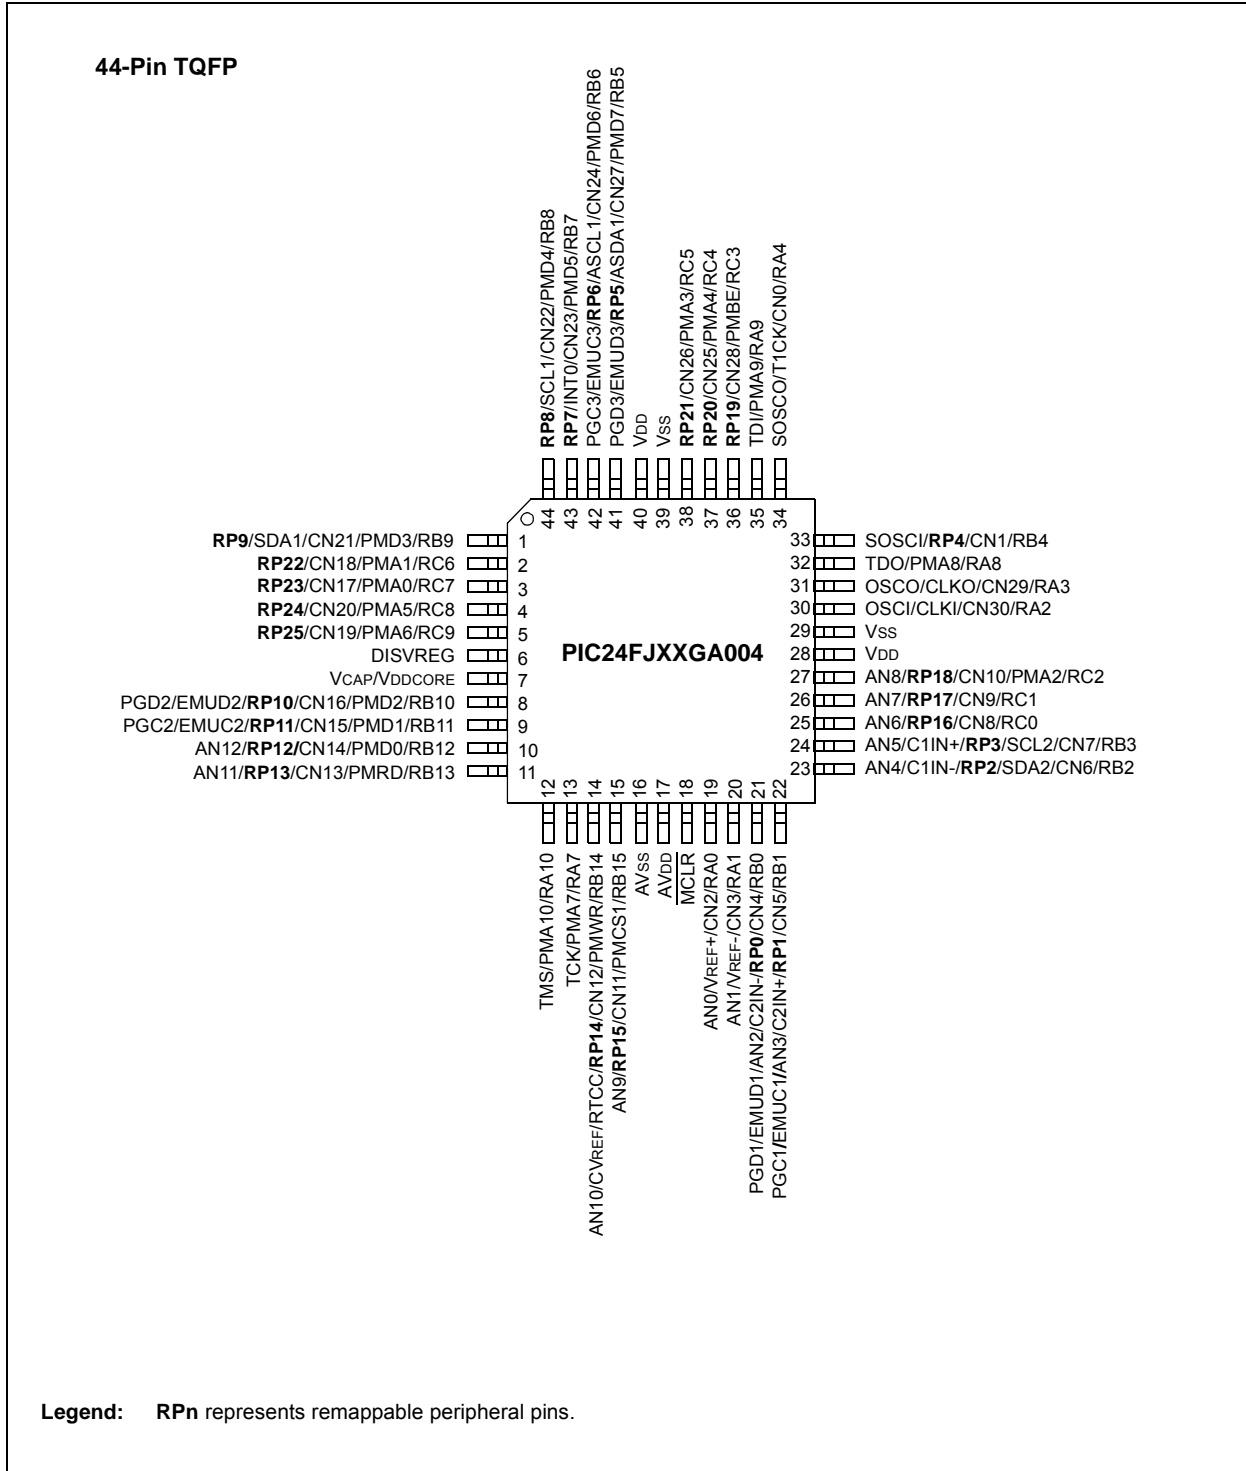 44-Pin TQFP
RP8/SCL1/CN22/PMD4/RB8
RP7/INT0/CN23/PMD5/RB7
PGC3/EMUC3/RP6/ASCL1/CN24/PMD6/RB6
PGD3/EMUD3/RP5/ASDA1/CN27/PMD7/RB5
VDD
VSS
RP21/CN26/PMA3/RC5
RP20/CN25/PMA4/RC4
RP19/CN28/PMBE/RC3
TDI/PMA9/RA9
SOSCO/T1CK/CN0/RA4
44
43
42
41
40
39
38
37
36
35
34
RP9/SDA1/CN21/PMD3/RB9 1
RP22/CN18/PMA1/RC6 2
RP23/CN17/PMA0/RC7 3
RP24/CN20/PMA5/RC8 4
RP25/CN19/PMA6/RC9 5
DISVREG 6
VCAP/VDDCORE 7
PGD2/EMUD2/RP10/CN16/PMD2/RB10 8
PGC2/EMUC2/RP11/CN15/PMD1/RB11 9
AN12/RP12/CN14/PMD0/RB12 10
AN11/RP13/CN13/PMRD/RB13 11
PIC24FJXXGA004
33 SOSCI/RP4/CN1/RB4
32 TDO/PMA8/RA8
31 OSCO/CLKO/CN29/RA3
30 OSCI/CLKI/CN30/RA2
29 VSS
28 VDD
27 AN8/RP18/CN10/PMA2/RC2
26 AN7/RP17/CN9/RC1
25 AN6/RP16/CN8/RC0
24 AN5/C1IN+/RP3/SCL2/CN7/RB3
23 AN4/C1IN-/RP2/SDA2/CN6/RB2
12
13
14
15
16
17
18
19
20
21
22
TMS/PMA10/RA10
TCK/PMA7/RA7
AN10/CVREF/RTCC/RP14/CN12/PMWR/RB14
AN9/RP15/CN11/PMCS1/RB15
AVSS
AVDD
MCLR
AN0/VREF+/CN2/RA0
AN1/VREF-/CN3/RA1
PGD1/EMUD1/AN2/C2IN-/RP0/CN4/RB0
PGC1/EMUC1/AN3/C2IN+/RP1/CN5/RB1
Legend: RPn represents remappable peripheral pins.